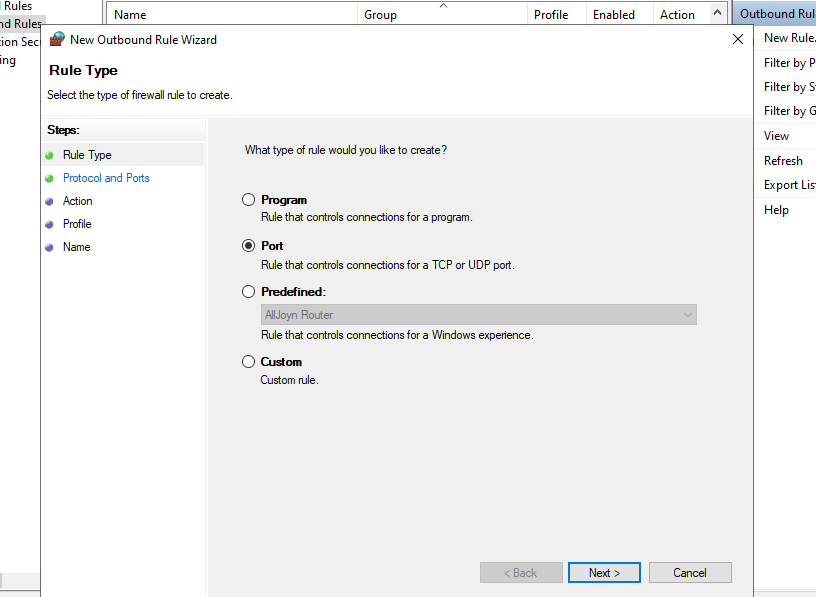 l Rules
nd Rules
ion Secu
ing
Name
Group
Profile
Enabled
Action
Outbound Rul
New Rule.
Filter by P
Filter by S
Filter by G
View
Refresh
Export Lis
Help
New Outbound Rule Wizard
Rule Type
Select the type of firewall rule to create.
Steps:
Rule Type
Protocol and Ports
Action
Profile
Name
What type of rule would you like to create?
Program
Rule that controls connections for a program.
Port
Rule that controls connections for a TCP or UDP port.
Predefined:
AllJoyn Router
Rule that controls connections for a Windows experience.
Custom
Custom rule.
< Back
Next >
Cancel